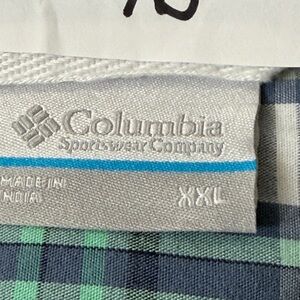 Columbia
Sportswear Company
MADE IN
INDIA
XXL